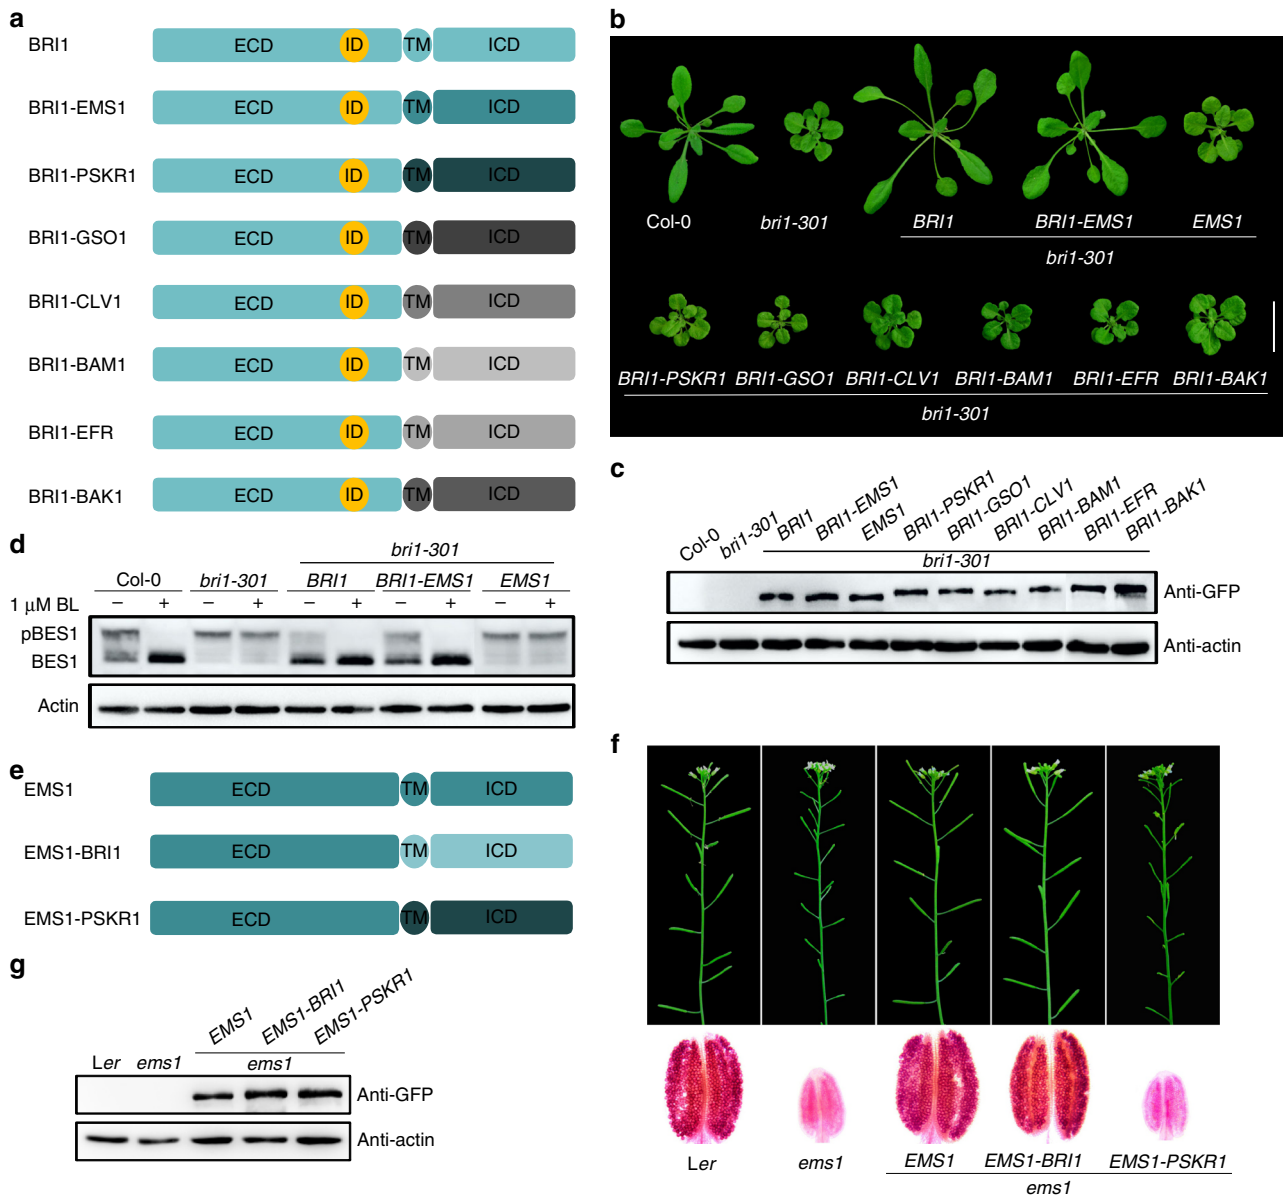 a
BRI1 ECD ID TM ICD
BRI1-EMS1 ECD ID TM ICD
BRI1-PSKR1 ECD ID TM ICD
BRI1-GSO1 ECD ID TM ICD
BRI1-CLV1 ECD ID TM ICD
BRI1-BAM1 ECD ID TM ICD
BRI1-EFR ECD ID TM ICD
BRI1-BAK1 ECD ID TM ICD
b
Col-0 bri1-301 BRI1 BRI1-EMS1 EMS1
bri1-301
BRI1-PSKR1 BRI1-GSO1 BRI1-CLV1 BRI1-BAM1 BRI1-EFR BRI1-BAK1
bri1-301
c
Col-0 bri1-301 BRI1 BRI1-EMS1 EMS1 BRI1-PSKR1 BRI1-GSO1 BRI1-CLV1 BRI1-BAM1 BRI1-EFR BRI1-BAK1
bri1-301
Anti-GFP
Anti-actin
d
bri1-301
Col-0 bri1-301 BRI1 BRI1-EMS1 EMS1
1 μM BL − + − + − + − + − +
pBES1
BES1
Actin
e
EMS1 ECD TM ICD
EMS1-BRI1 ECD TM ICD
EMS1-PSKR1 ECD TM ICD
f
Ler ems1 EMS1 EMS1-BRI1 EMS1-PSKR1
ems1
g
EMS1 EMS1-BRI1 EMS1-PSKR1
Ler ems1 ems1
Anti-GFP
Anti-actin